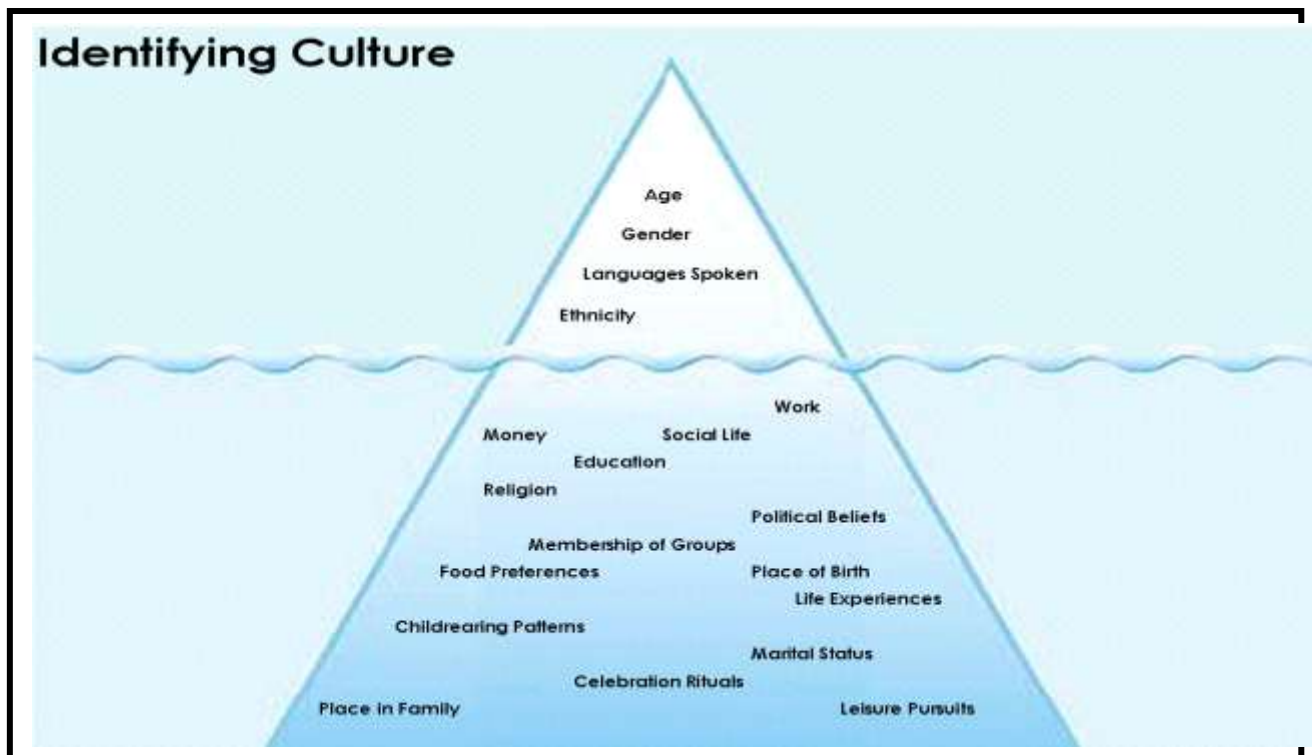 Identifying Culture
Age
Gender
Languages Spoken
Ethnicity
Work
Money Social Life
Education
Religion
Political Beliefs
Membership of Groups
Food Preferences Place of Birth
Life Experiences
Childrearing Patterns
Marital Status
Celebration Rituals
Place in Family Leisure Pursuits